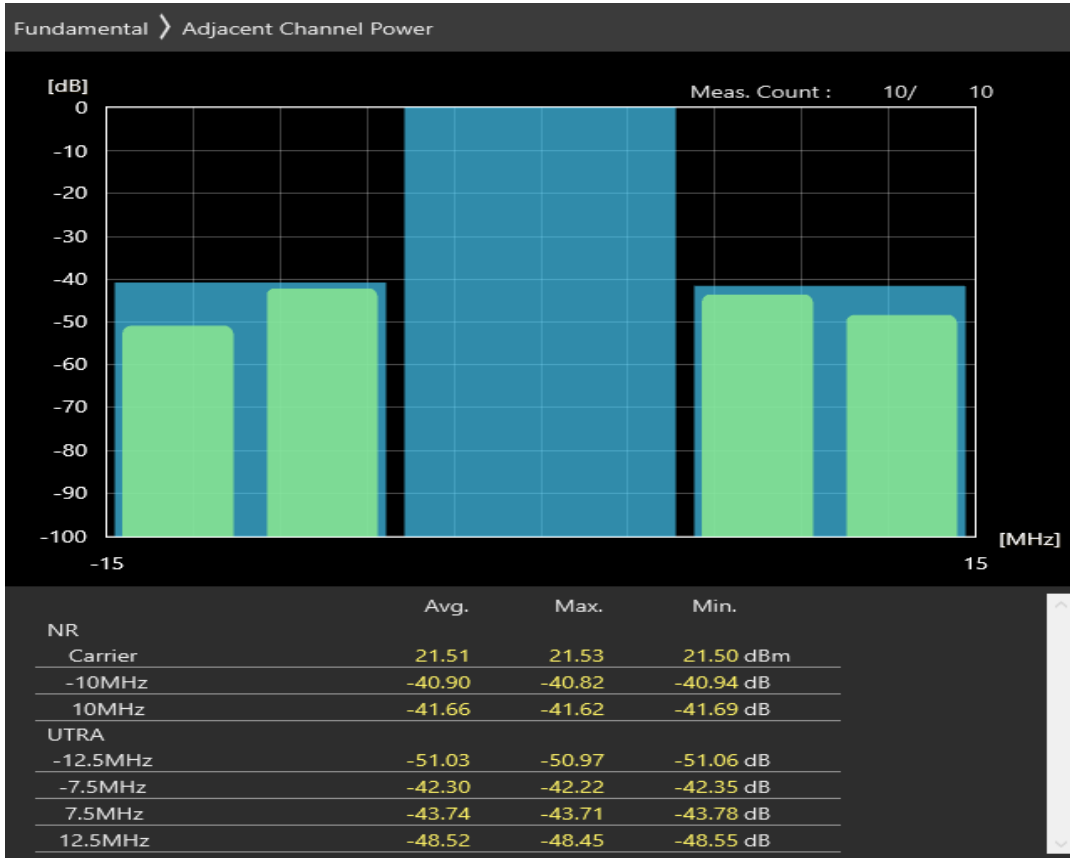 Fundamental 〉 Adjacent Channel Power
[dB]
Meas. Count : 10/ 10
0
-10
-20
-30
-40
-50
-60
-70
-80
-90
-100
[MHz]
-15 15
Avg. Max. Min.
NR
Carrier 21.51 21.53 21.50 dBm
-10MHz -40.90 -40.82 -40.94 dB
10MHz -41.66 -41.62 -41.69 dB
UTRA
-12.5MHz -51.03 -50.97 -51.06 dB
-7.5MHz -42.30 -42.22 -42.35 dB
7.5MHz -43.74 -43.71 -43.78 dB
12.5MHz -48.52 -48.45 -48.55 dB